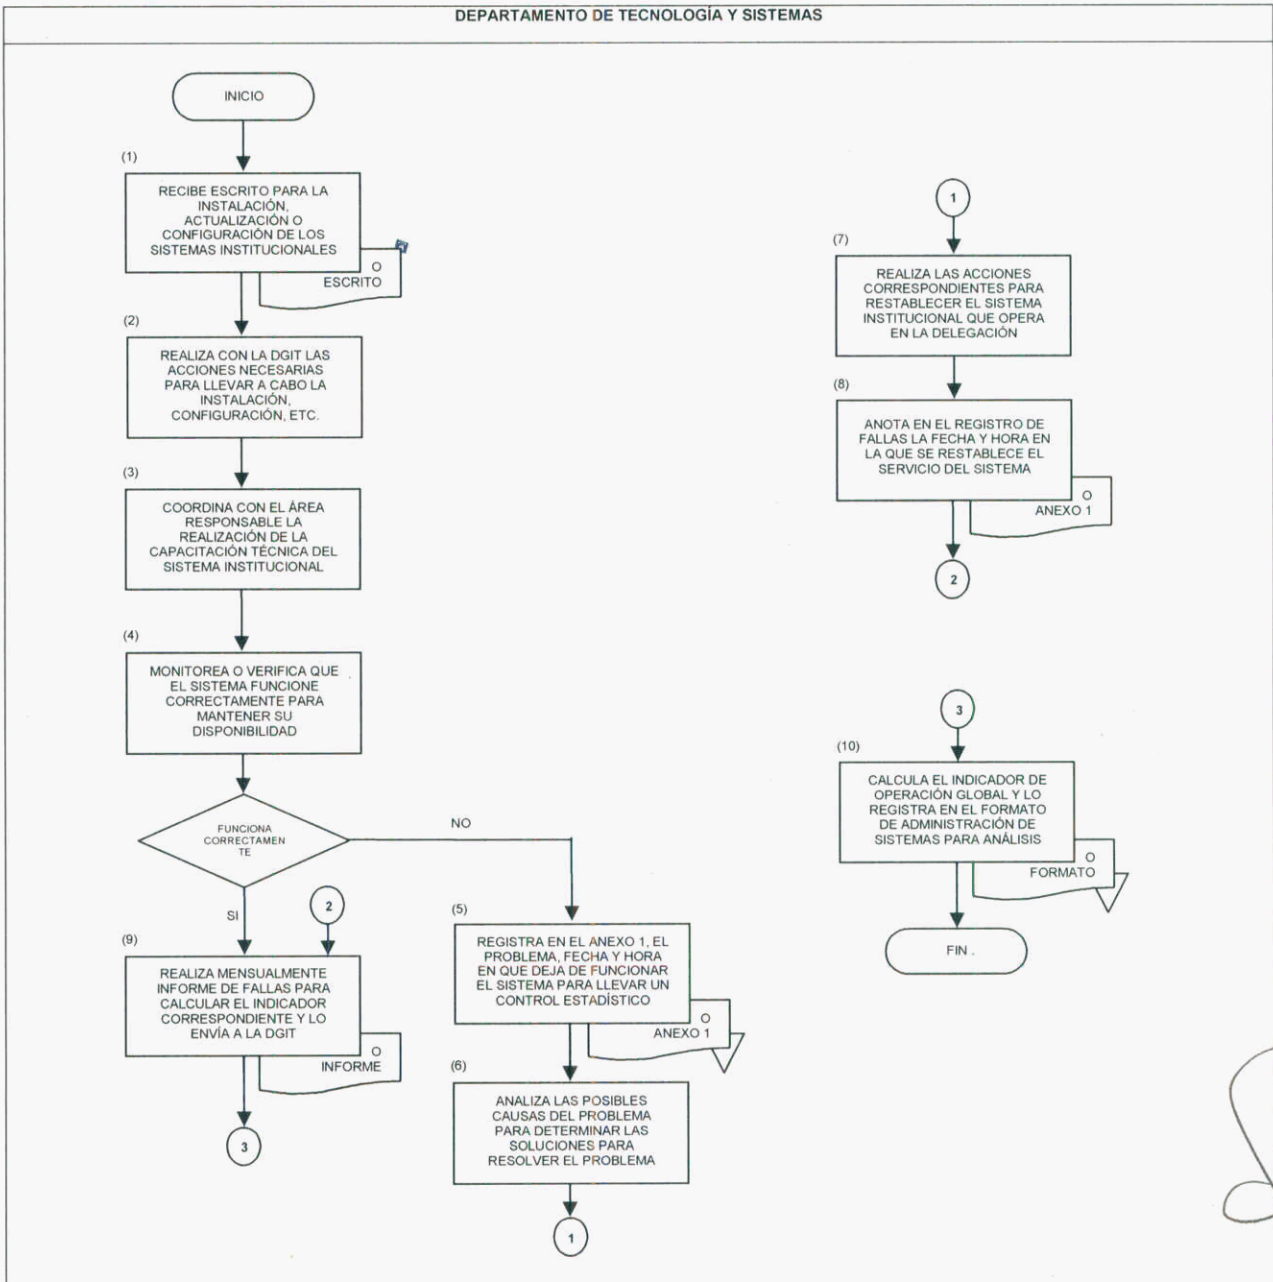 DEPARTAMENTO DE TECNOLOGÍA Y SISTEMAS
INICIO
(1)
RECIBE ESCRITO PARA LA
INSTALACIÓN,
ACTUALIZACIÓN O
CONFIGURACIÓN DE LOS
SISTEMAS INSTITUCIONALES
O
ESCRITO
(2)
REALIZA CON LA DGIT LAS
ACCIONES NECESARIAS
PARA LLEVAR A CABO LA
INSTALACIÓN,
CONFIGURACIÓN, ETC.
(3)
COORDINA CON EL ÁREA
RESPONSABLE LA
REALIZACIÓN DE LA
CAPACITACIÓN TÉCNICA DEL
SISTEMA INSTITUCIONAL
(4)
MONITOREA O VERIFICA QUE
EL SISTEMA FUNCIONE
CORRECTAMENTE PARA
MANTENER SU
DISPONIBILIDAD
FUNCIONA
CORRECTAMEN
TE
NO
SI
2
(9)
REALIZA MENSUALMENTE
INFORME DE FALLAS PARA
CALCULAR EL INDICADOR
CORRESPONDIENTE Y LO
ENVÍA A LA DGIT
O
INFORME
3
(5)
REGISTRA EN EL ANEXO 1, EL
PROBLEMA, FECHA Y HORA
EN QUE DEJA DE FUNCIONAR
EL SISTEMA PARA LLEVAR UN
CONTROL ESTADÍSTICO
O
ANEXO 1
(6)
ANALIZA LAS POSIBLES
CAUSAS DEL PROBLEMA
PARA DETERMINAR LAS
SOLUCIONES PARA
RESOLVER EL PROBLEMA
1
1
(7)
REALIZA LAS ACCIONES
CORRESPONDIENTES PARA
RESTABLECER EL SISTEMA
INSTITUCIONAL QUE OPERA
EN LA DELEGACIÓN
(8)
ANOTA EN EL REGISTRO DE
FALLAS LA FECHA Y HORA EN
LA QUE SE RESTABLECE EL
SERVICIO DEL SISTEMA
O
ANEXO 1
2
3
(10)
CALCULA EL INDICADOR DE
OPERACIÓN GLOBAL Y LO
REGISTRA EN EL FORMATO
DE ADMINISTRACIÓN DE
SISTEMAS PARA ANÁLISIS
O
FORMATO
FIN .